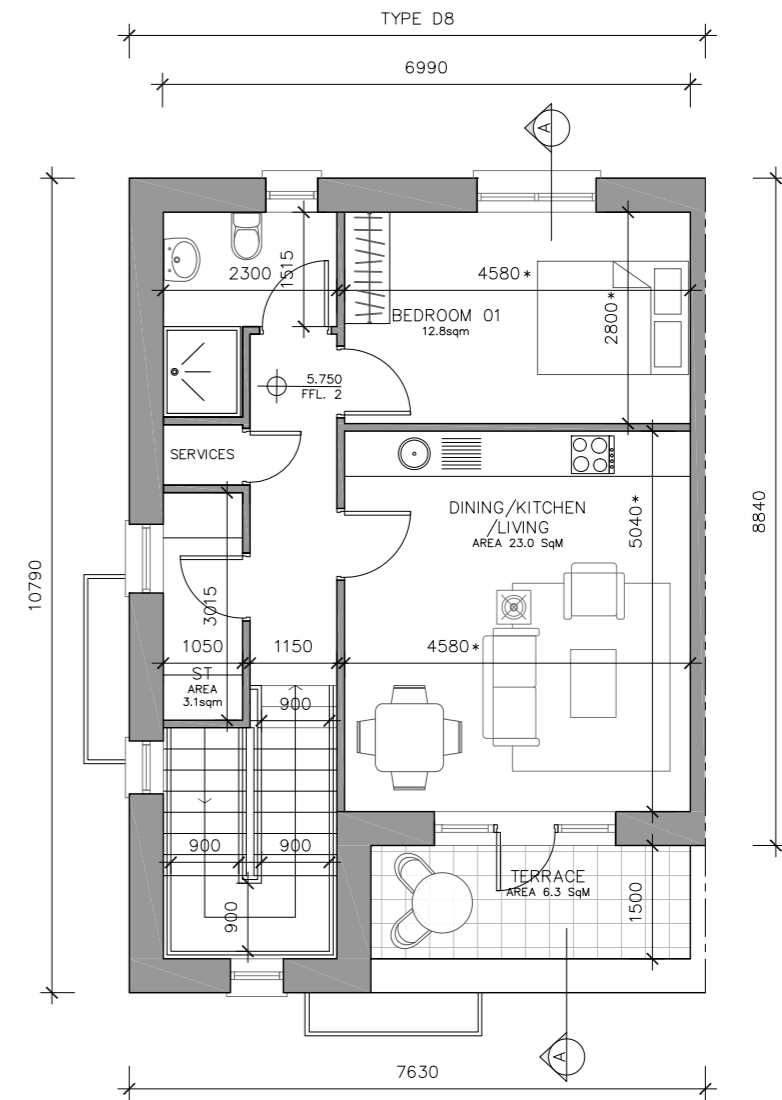 TYPE D8
6990
A
2300
1515
4580*
BEDROOM 01
12.8sqm
2800*
5.750
FFL. 2
SERVICES
DINING/KITCHEN
/LIVING
AREA 23.0 SqM
5040*
8840
10790
3015
1050
1150
4580*
ST
AREA
3.1sqm
900
900
900
900
TERRACE
AREA 6.3 SqM
1500
A
7630